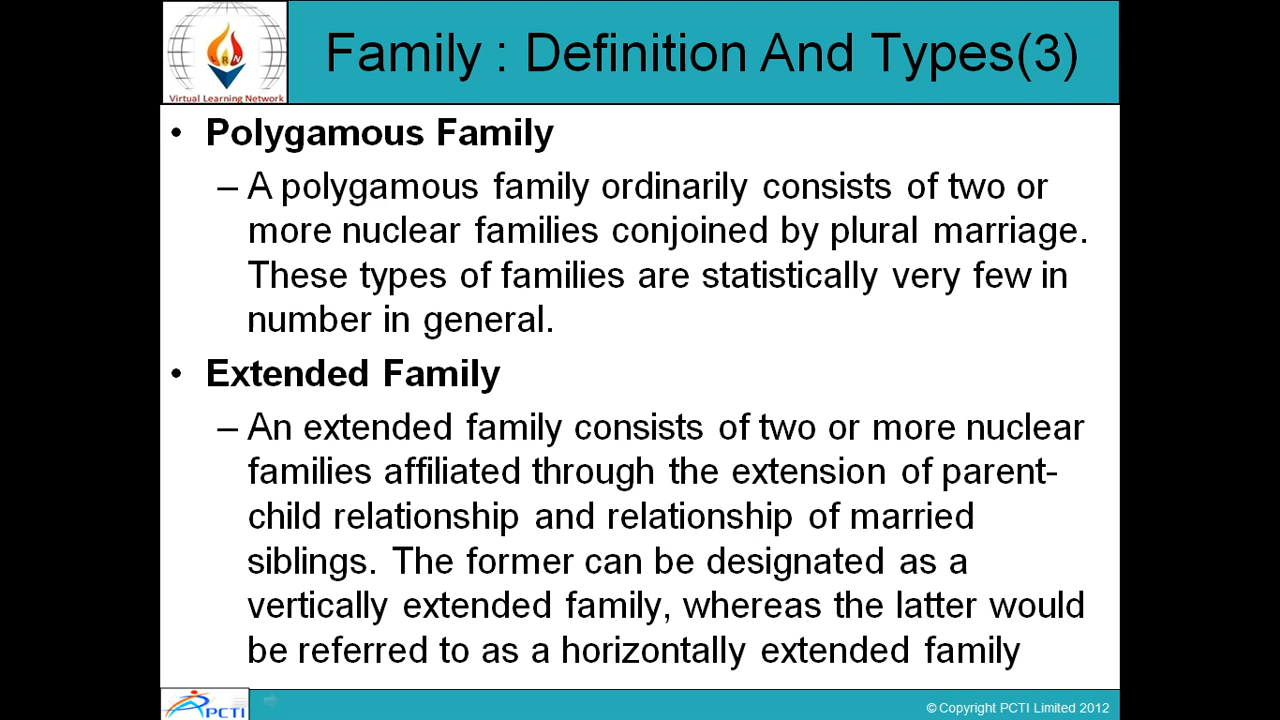 Family : Definition And Types(3)
Virtual Learning Network
• Polygamous Family
– A polygamous family ordinarily consists of two or
more nuclear families conjoined by plural marriage.
These types of families are statistically very few in
number in general.
• Extended Family
– An extended family consists of two or more nuclear
families affiliated through the extension of parent-
child relationship and relationship of married
siblings. The former can be designated as a
vertically extended family, whereas the latter would
be referred to as a horizontally extended family
PCTI
© Copyright PCTI Limited 2012